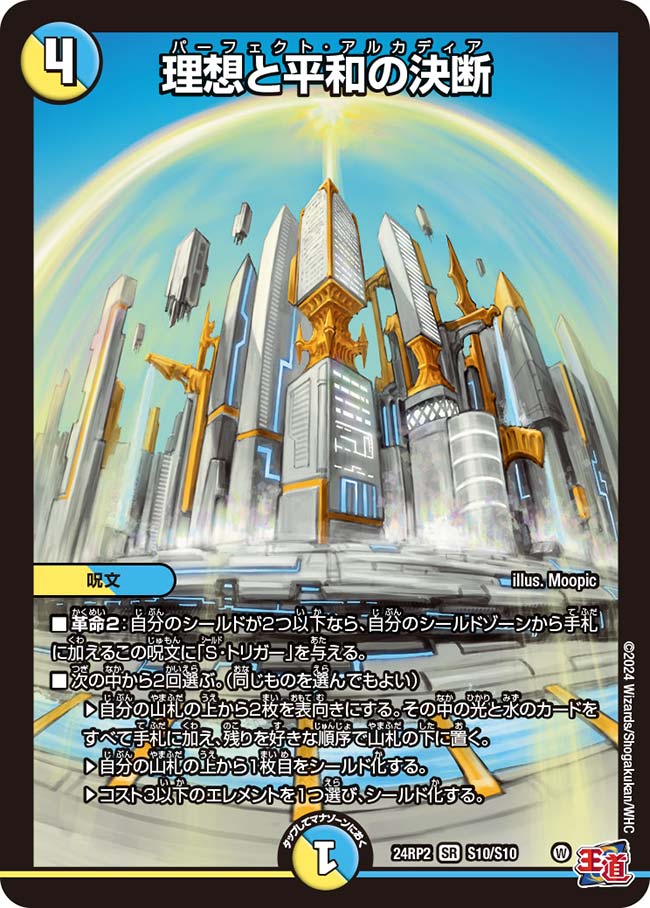 4
パーフェクト・アルカディア
理想と平和の決断
呪文
illus. Moopic
■革命2：自分のシールドが2つ以下なら、自分のシールドゾーンから手札
に加えるこの呪文に「S・トリガー」を与える。
■次の中から2回選ぶ。（同じものを選んでもよい）
▶自分の山札の上から2枚を表向きにする。その中の光と水のカードを
すべて手札に加え、残りを好きな順序で山札の下に置く。
▶自分の山札の上から1枚目をシールド化する。
▶コスト3以下のエレメントを1つ選び、シールド化する。
©2024 Wizards/Shogakukan/WHC
タップしてマナゾーンにおく
1
24RP2 SR S10/S10
W
王道